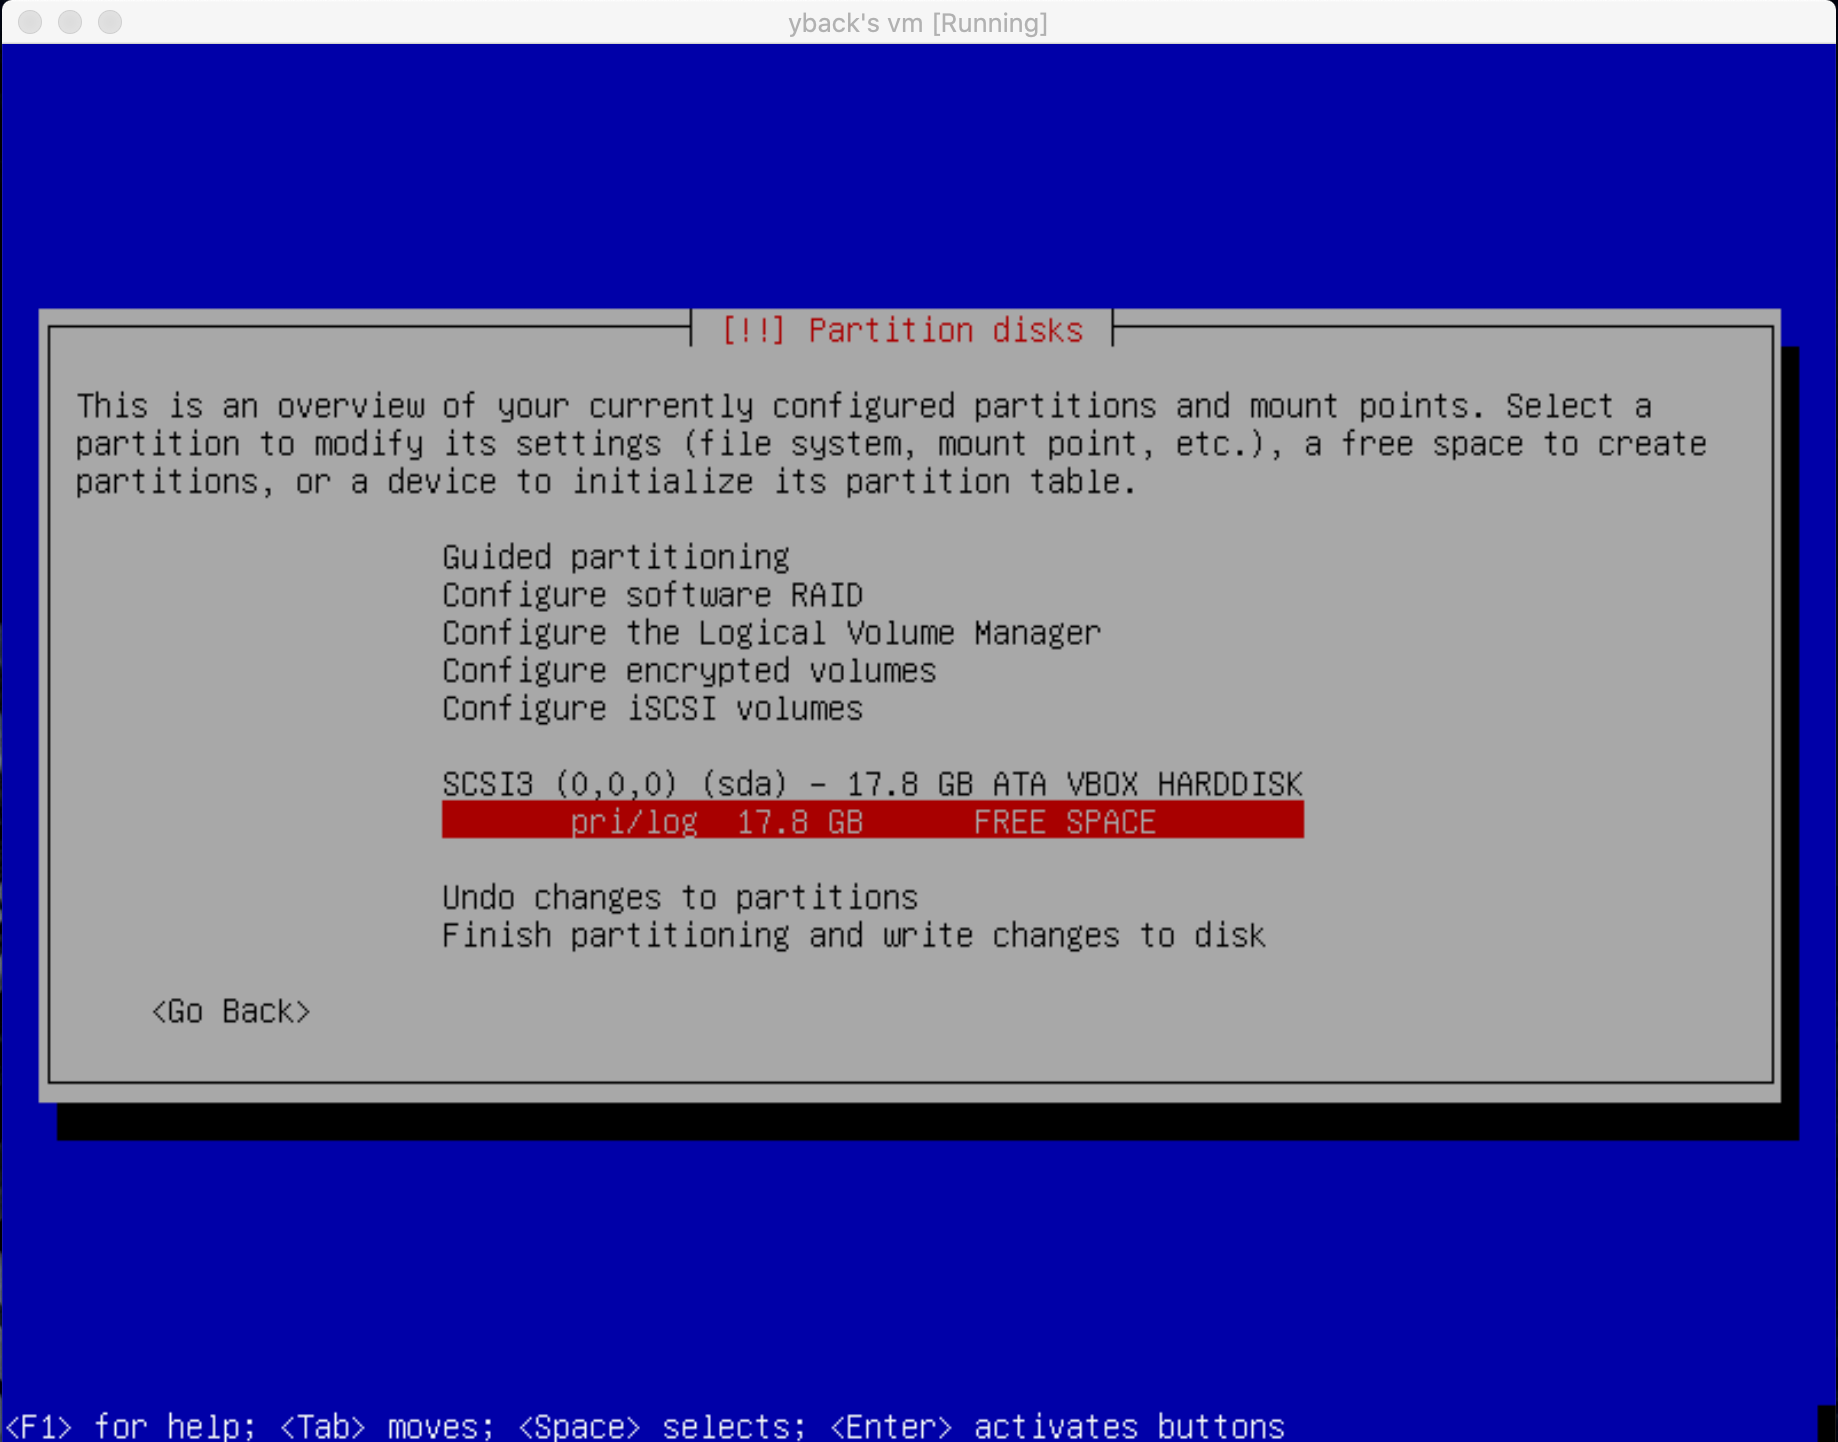 yback's vm [Running]
[!!] Partition disks
This is an overview of your currently configured partitions and mount points. Select a
partition to modify its settings (file system, mount point, etc.), a free space to create
partitions, or a device to initialize its partition table.
Guided partitioning
Configure software RAID
Configure the Logical Volume Manager
Configure encrypted volumes
Configure iSCSI volumes
SCSI3 (0,0,0) (sda) - 17.8 GB ATA VBOX HARDDISK
pri/log 17.8 GB FREE SPACE
Undo changes to partitions
Finish partitioning and write changes to disk
<Go Back>
<F1> for help; <Tab> moves; <Space> selects; <Enter> activates buttons